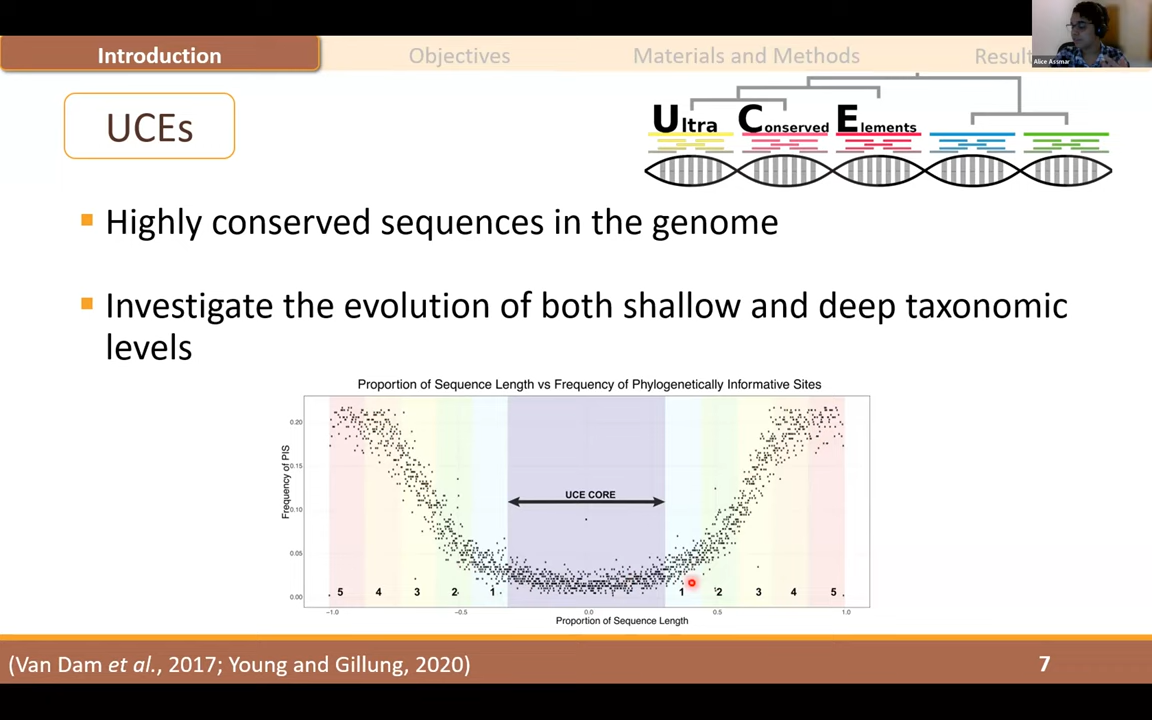 Introduction
Objectives
Materials and Methods
Result
Alice Assmar
UCEs
Ultra Conserved Elements
Highly conserved sequences in the genome
Investigate the evolution of both shallow and deep taxonomic
levels
Proportion of Sequence Length vs Frequency of Phylogenetically Informative Sites
Frequency of PIS
0.20
0.15
0.10
0.05
0.00
UCE CORE
5 4 3 2 1 1 2 3 4 5
−1.0 −0.5 0.0 0.5 1.0
Proportion of Sequence Length
(Van Dam et al., 2017; Young and Gillung, 2020)
7